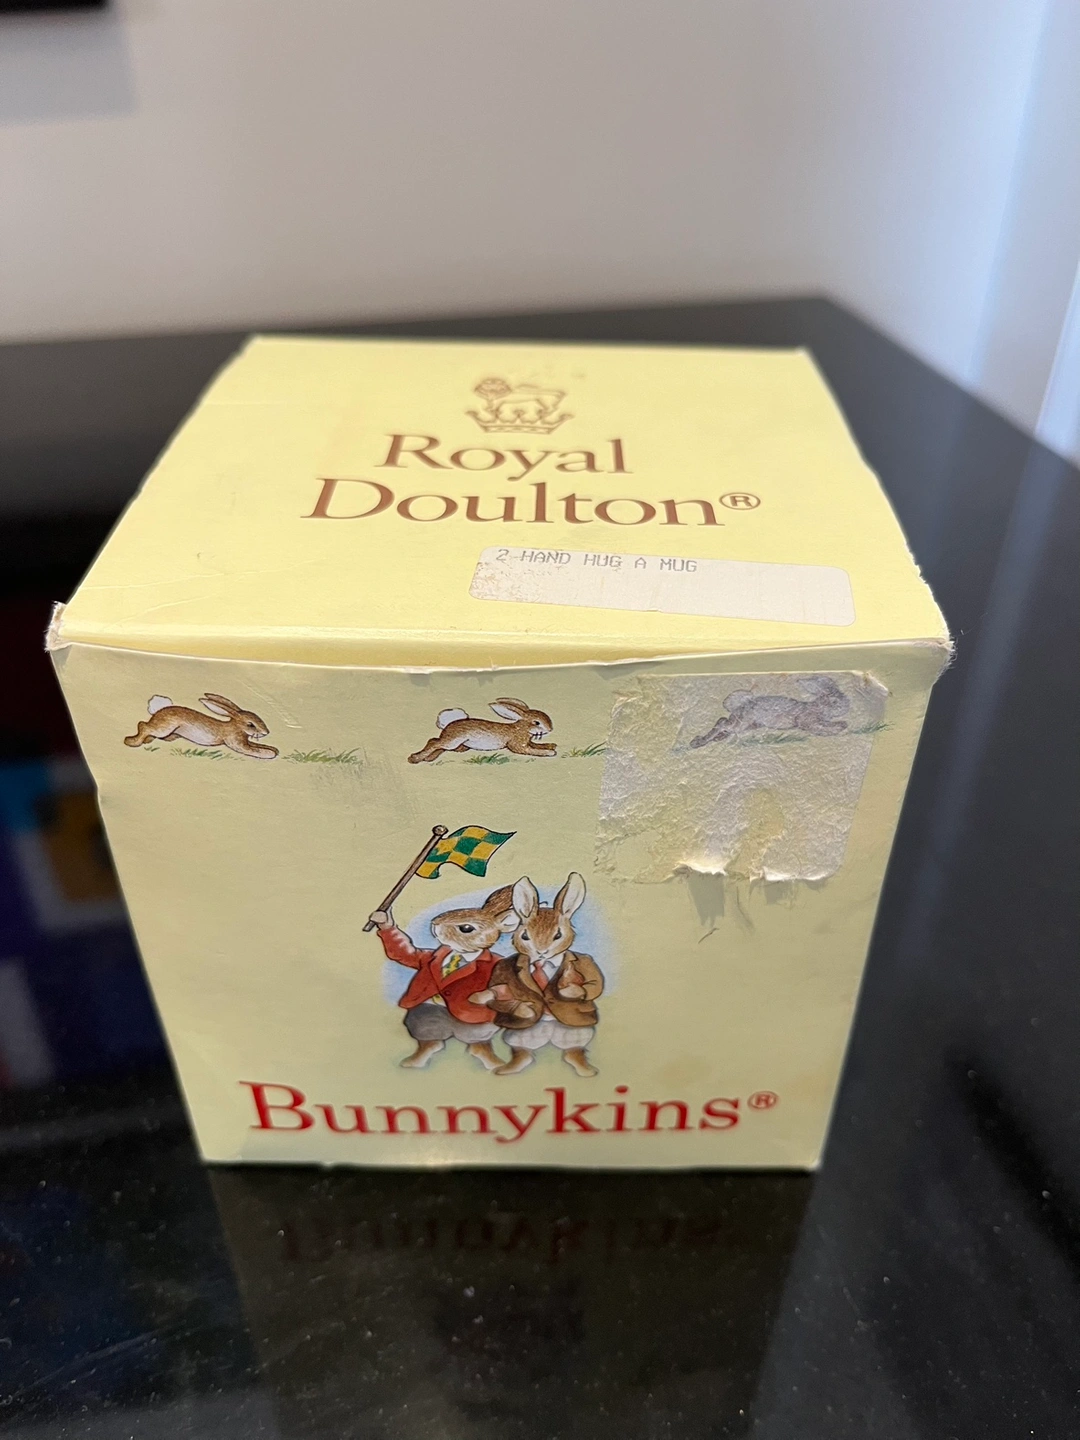 Royal
Doulton®
2 HAND HUG A MUG
Bunnykins®